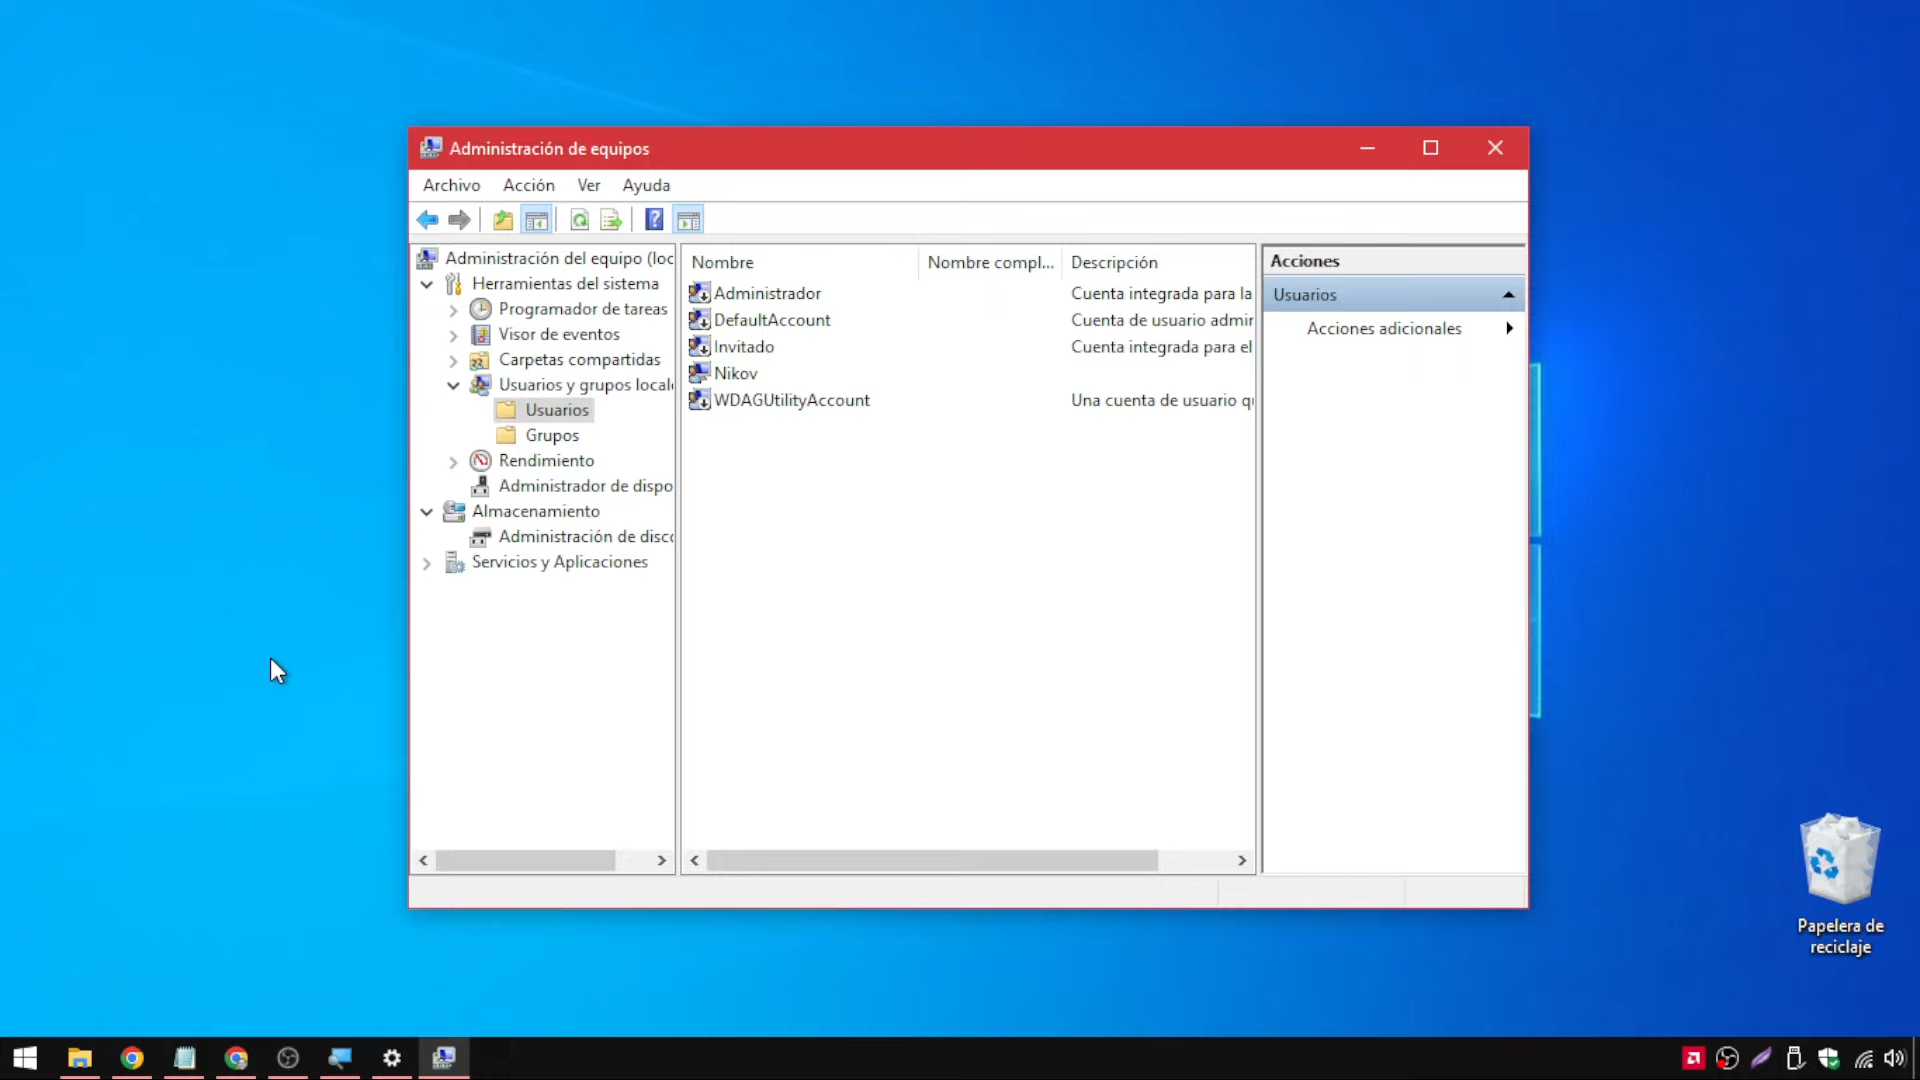 Administración de equipos
Archivo Acción Ver Ayuda
Administración del equipo (loc
Herramientas del sistema
Programador de tareas
Visor de eventos
Carpetas compartidas
Usuarios y grupos local
Usuarios
Grupos
Rendimiento
Administrador de dispo
Almacenamiento
Administración de disc
Servicios y Aplicaciones
Nombre Nombre compl... Descripción
Administrador Cuenta integrada para la
DefaultAccount Cuenta de usuario admin
Invitado Cuenta integrada para el
Nikov
WDAGUtilityAccount Una cuenta de usuario q
Acciones
Usuarios
Acciones adicionales
Papelera de
reciclaje